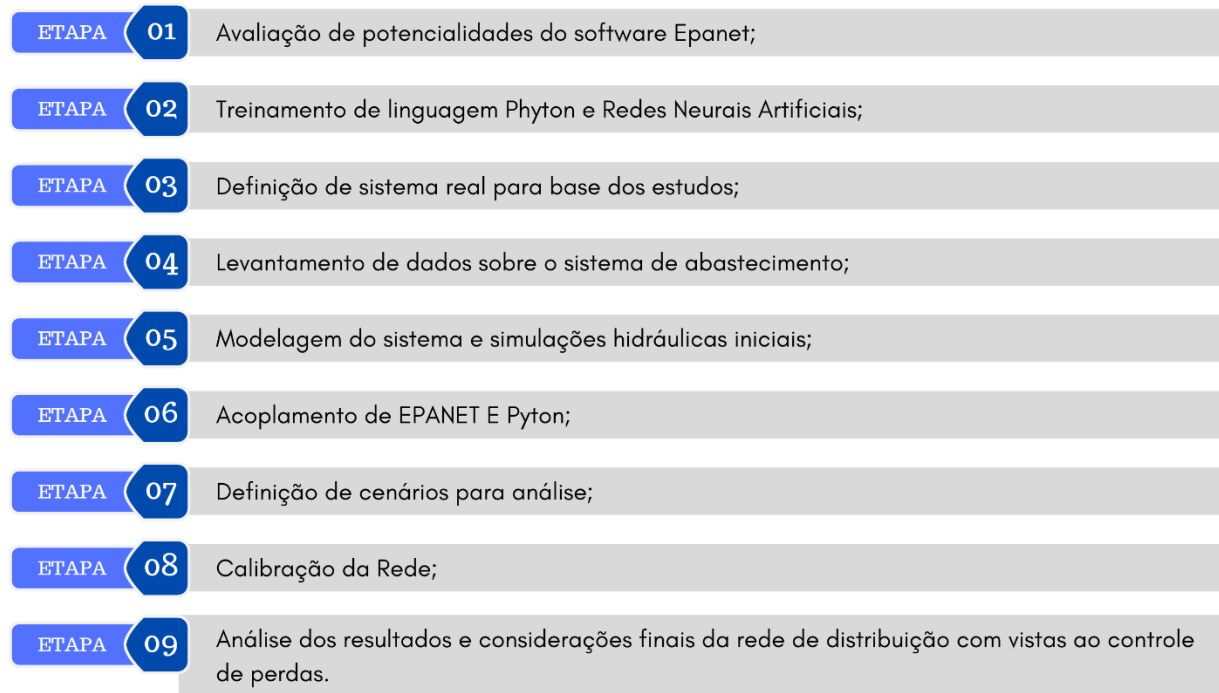 ETAPA 01 Avaliação de potencialidades do software Epanet;
ETAPA 02 Treinamento de linguagem Phyton e Redes Neurais Artificiais;
ETAPA 03 Definição de sistema real para base dos estudos;
ETAPA 04 Levantamento de dados sobre o sistema de abastecimento;
ETAPA 05 Modelagem do sistema e simulações hidráulicas iniciais;
ETAPA 06 Acoplamento de EPANET E Pyton;
ETAPA 07 Definição de cenários para análise;
ETAPA 08 Calibração da Rede;
ETAPA 09 Análise dos resultados e considerações finais da rede de distribuição com vistas ao controle
de perdas.